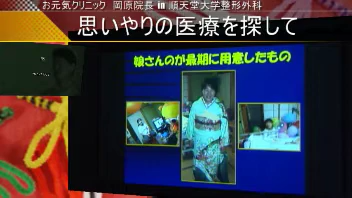 お元気クリニック 岡原院長 in 順天堂大学整形外科
思いやりの医療を探して
娘さんのが最期に用意したもの